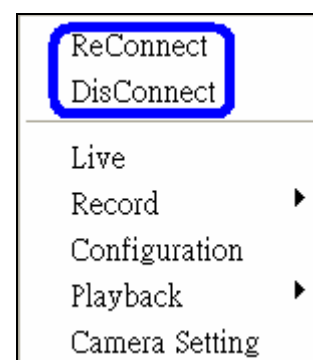 ReConnect
DisConnect
Live
Record
Configuration
Playback
Camera Setting